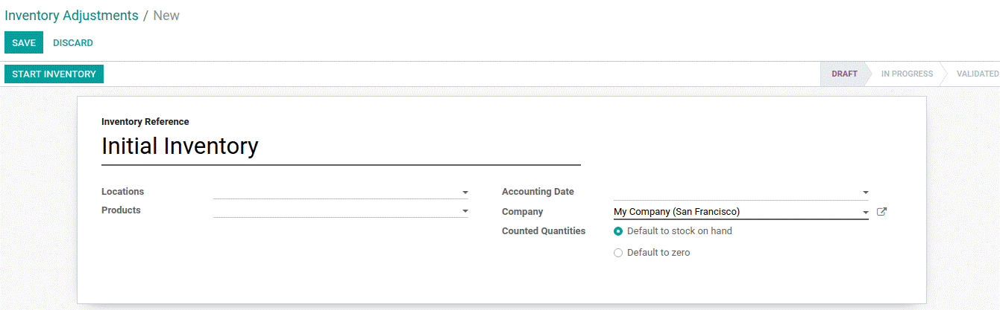 Inventory Adjustments / New
SAVE DISCARD
START INVENTORY DRAFT IN PROGRESS VALIDATED
Inventory Reference
Initial Inventory
Locations Accounting Date
Products Company My Company (San Francisco)
Counted Quantities Default to stock on hand
Default to zero